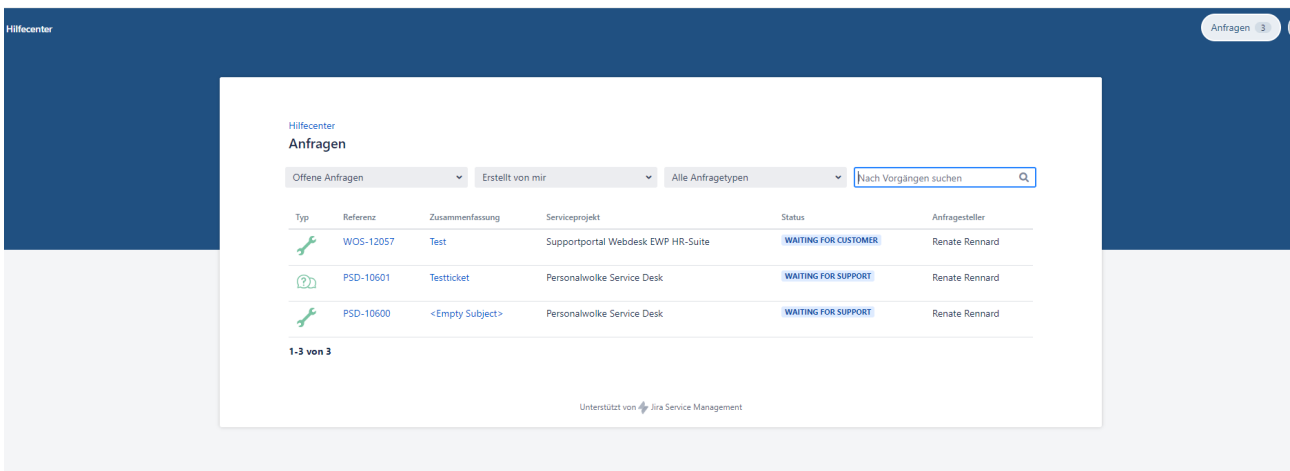 Hilfecenter
Anfragen 3
Hilfecenter
Anfragen
Offene Anfragen Erstellt von mir Alle Anfragetypen Nach Vorgängen suchen
Typ Referenz Zusammenfassung Serviceprojekt Status Anfragesteller
WOS-12057 Test Supportportal Webdesk EWP HR-Suite WAITING FOR CUSTOMER Renate Rennard
PSD-10601 Testticket Personalwolke Service Desk WAITING FOR SUPPORT Renate Rennard
PSD-10600 <Empty Subject> Personalwolke Service Desk WAITING FOR SUPPORT Renate Rennard
1-3 von 3
Unterstützt von Jira Service Management